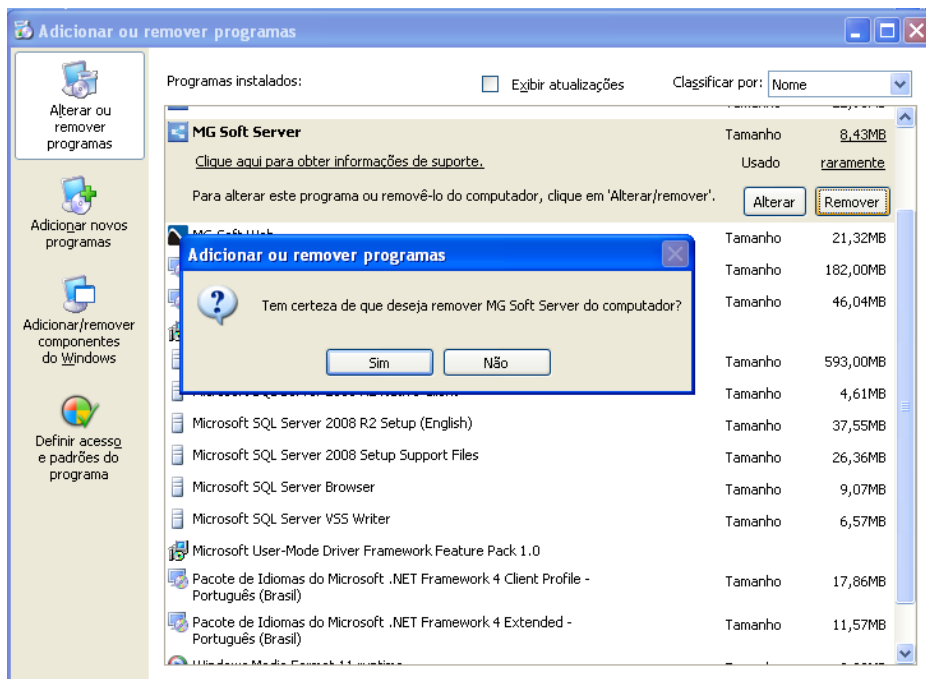 Adicionar ou remover programas
Alterar ou
remover
programas
Adicionar novos
programas
Adicionar/remover
componentes
do Windows
Definir acesso
e padrões do
programa
Programas instalados:
Exibir atualizações
Classificar por: Nome
MG Soft Server
Tamanho 8,43MB
Clique aqui para obter informações de suporte.
Usado raramente
Para alterar este programa ou removê-lo do computador, clique em 'Alterar/remover'.
Alterar Remover
MG Soft Web
Tamanho 21,32MB
Adicionar ou remover programas
Tem certeza de que deseja remover MG Soft Server do computador?
Sim Não
Tamanho 182,00MB
Tamanho 46,04MB
Tamanho 593,00MB
Tamanho 4,61MB
Microsoft SQL Server 2008 R2 Setup (English) Tamanho 37,55MB
Microsoft SQL Server 2008 Setup Support Files Tamanho 26,36MB
Microsoft SQL Server Browser Tamanho 9,07MB
Microsoft SQL Server VSS Writer Tamanho 6,57MB
Microsoft User-Mode Driver Framework Feature Pack 1.0
Pacote de Idiomas do Microsoft .NET Framework 4 Client Profile -
Português (Brasil)
Tamanho 17,86MB
Pacote de Idiomas do Microsoft .NET Framework 4 Extended -
Português (Brasil)
Tamanho 11,57MB
Windows Media Format 11 runtime